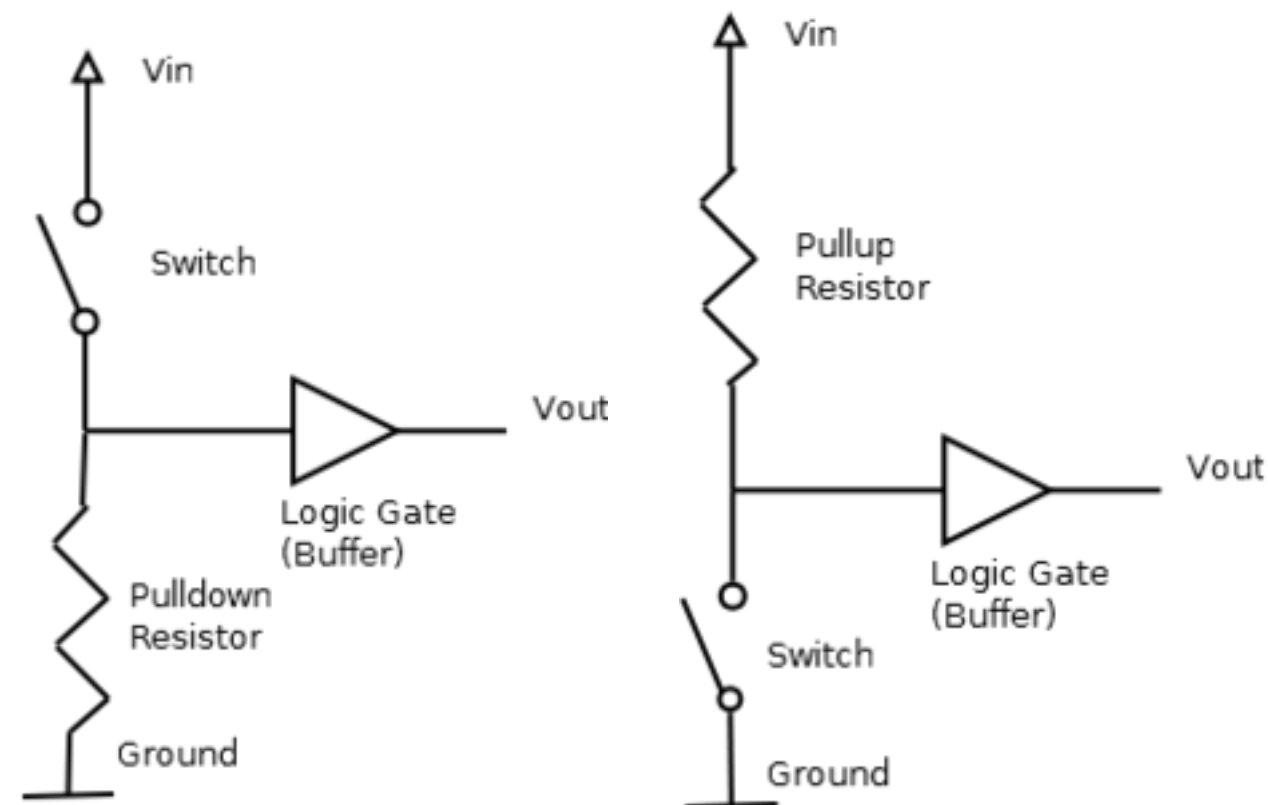 Vin
Switch
Vout
Logic Gate
(Buffer)
Pulldown
Resistor
Ground
Vin
Pullup
Resistor
Vout
Logic Gate
(Buffer)
Switch
Ground